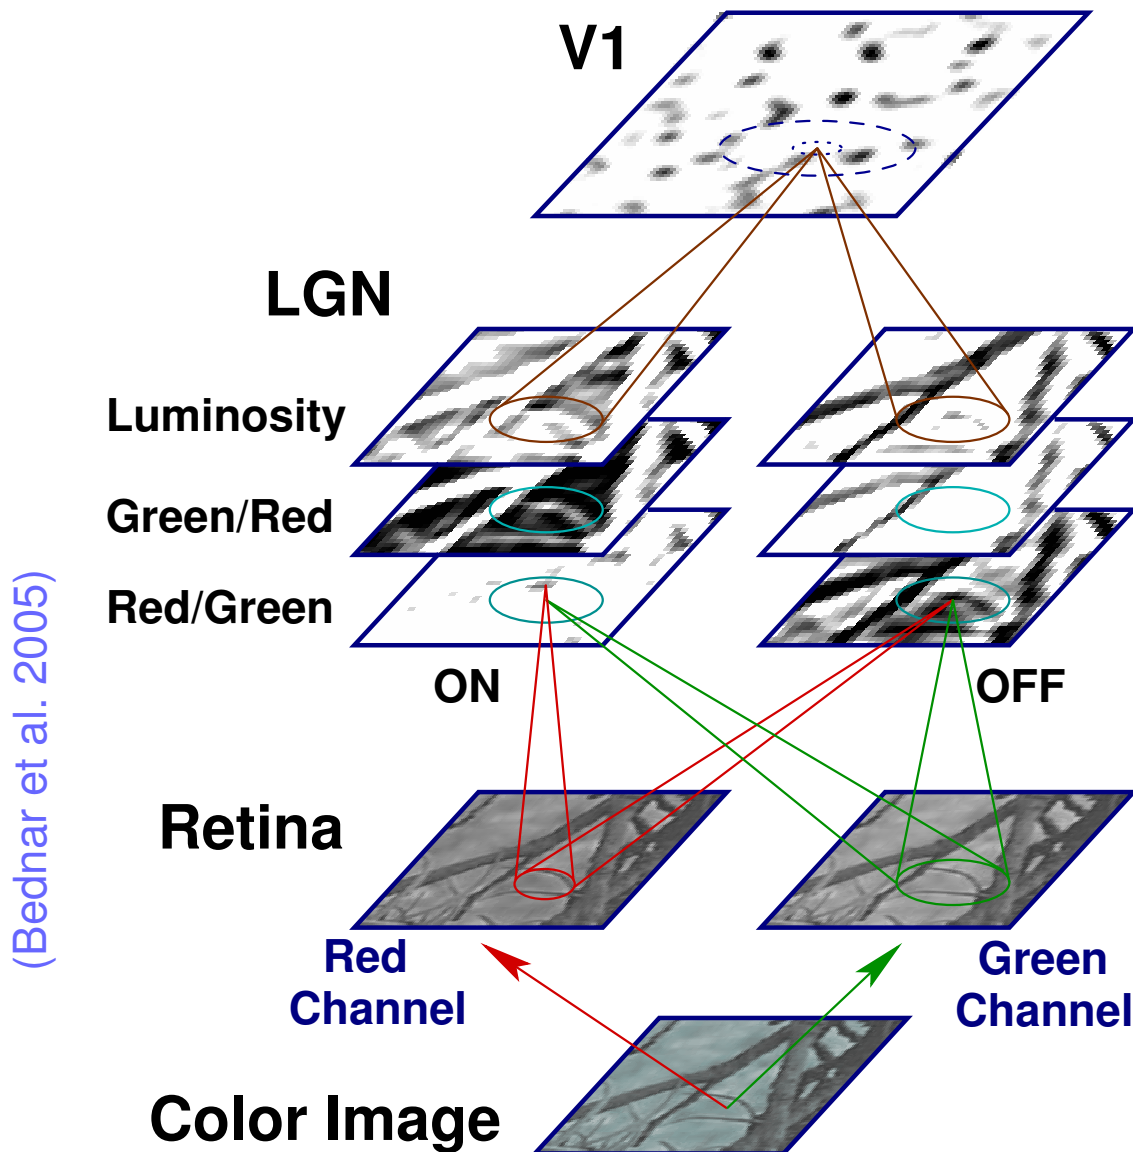 V1
LGN
Luminosity
Green/Red
Red/Green
ON
OFF
Retina
Red
Channel
Green
Channel
Color Image
(Bednar et al. 2005)